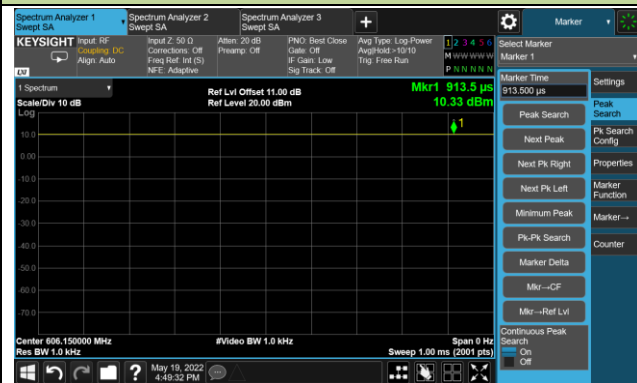 Spectrum Analyzer 1
Swept SA
Spectrum Analyzer 2
Swept SA
Spectrum Analyzer 3
Swept SA
+
Marker
KEYSIGHT
Input: RF
Coupling: DC
Align: Auto
Input Z: 50 Ω
Corrections: Off
Freq Ref: Int (S)
NFE: Adaptive
Atten: 20 dB
Preamp: Off
PNO: Best Close
Gate: Off
IF Gain: Low
Sig Track: Off
Avg Type: Log-Power
Avg|Hold:>10/10
Trig: Free Run
1 2 3 4 5 6
M W W W W W
P N N N N N
LXI
Select Marker
Marker 1
1 Spectrum
Scale/Div 10 dB
Log
Ref Lvl Offset 11.00 dB
Ref Level 20.00 dBm
Mkr1 913.5 µs
10.33 dBm
1
10.0
0.00
-10.0
-20.0
-30.0
-40.0
-50.0
-60.0
-70.0
Center 606.150000 MHz
Res BW 1.0 kHz
#Video BW 1.0 kHz
Span 0 Hz
Sweep 1.00 ms (2001 pts)
Marker Time
913.500 µs
Peak Search
Next Peak
Next Pk Right
Next Pk Left
Minimum Peak
Pk-Pk Search
Marker Delta
Mkr→CF
Mkr→Ref Lvl
Continuous Peak
Search
On
Off
Settings
Peak
Search
Pk Search
Config
Properties
Marker
Function
Marker→
Counter
?
May 19, 2022
4:49:32 PM